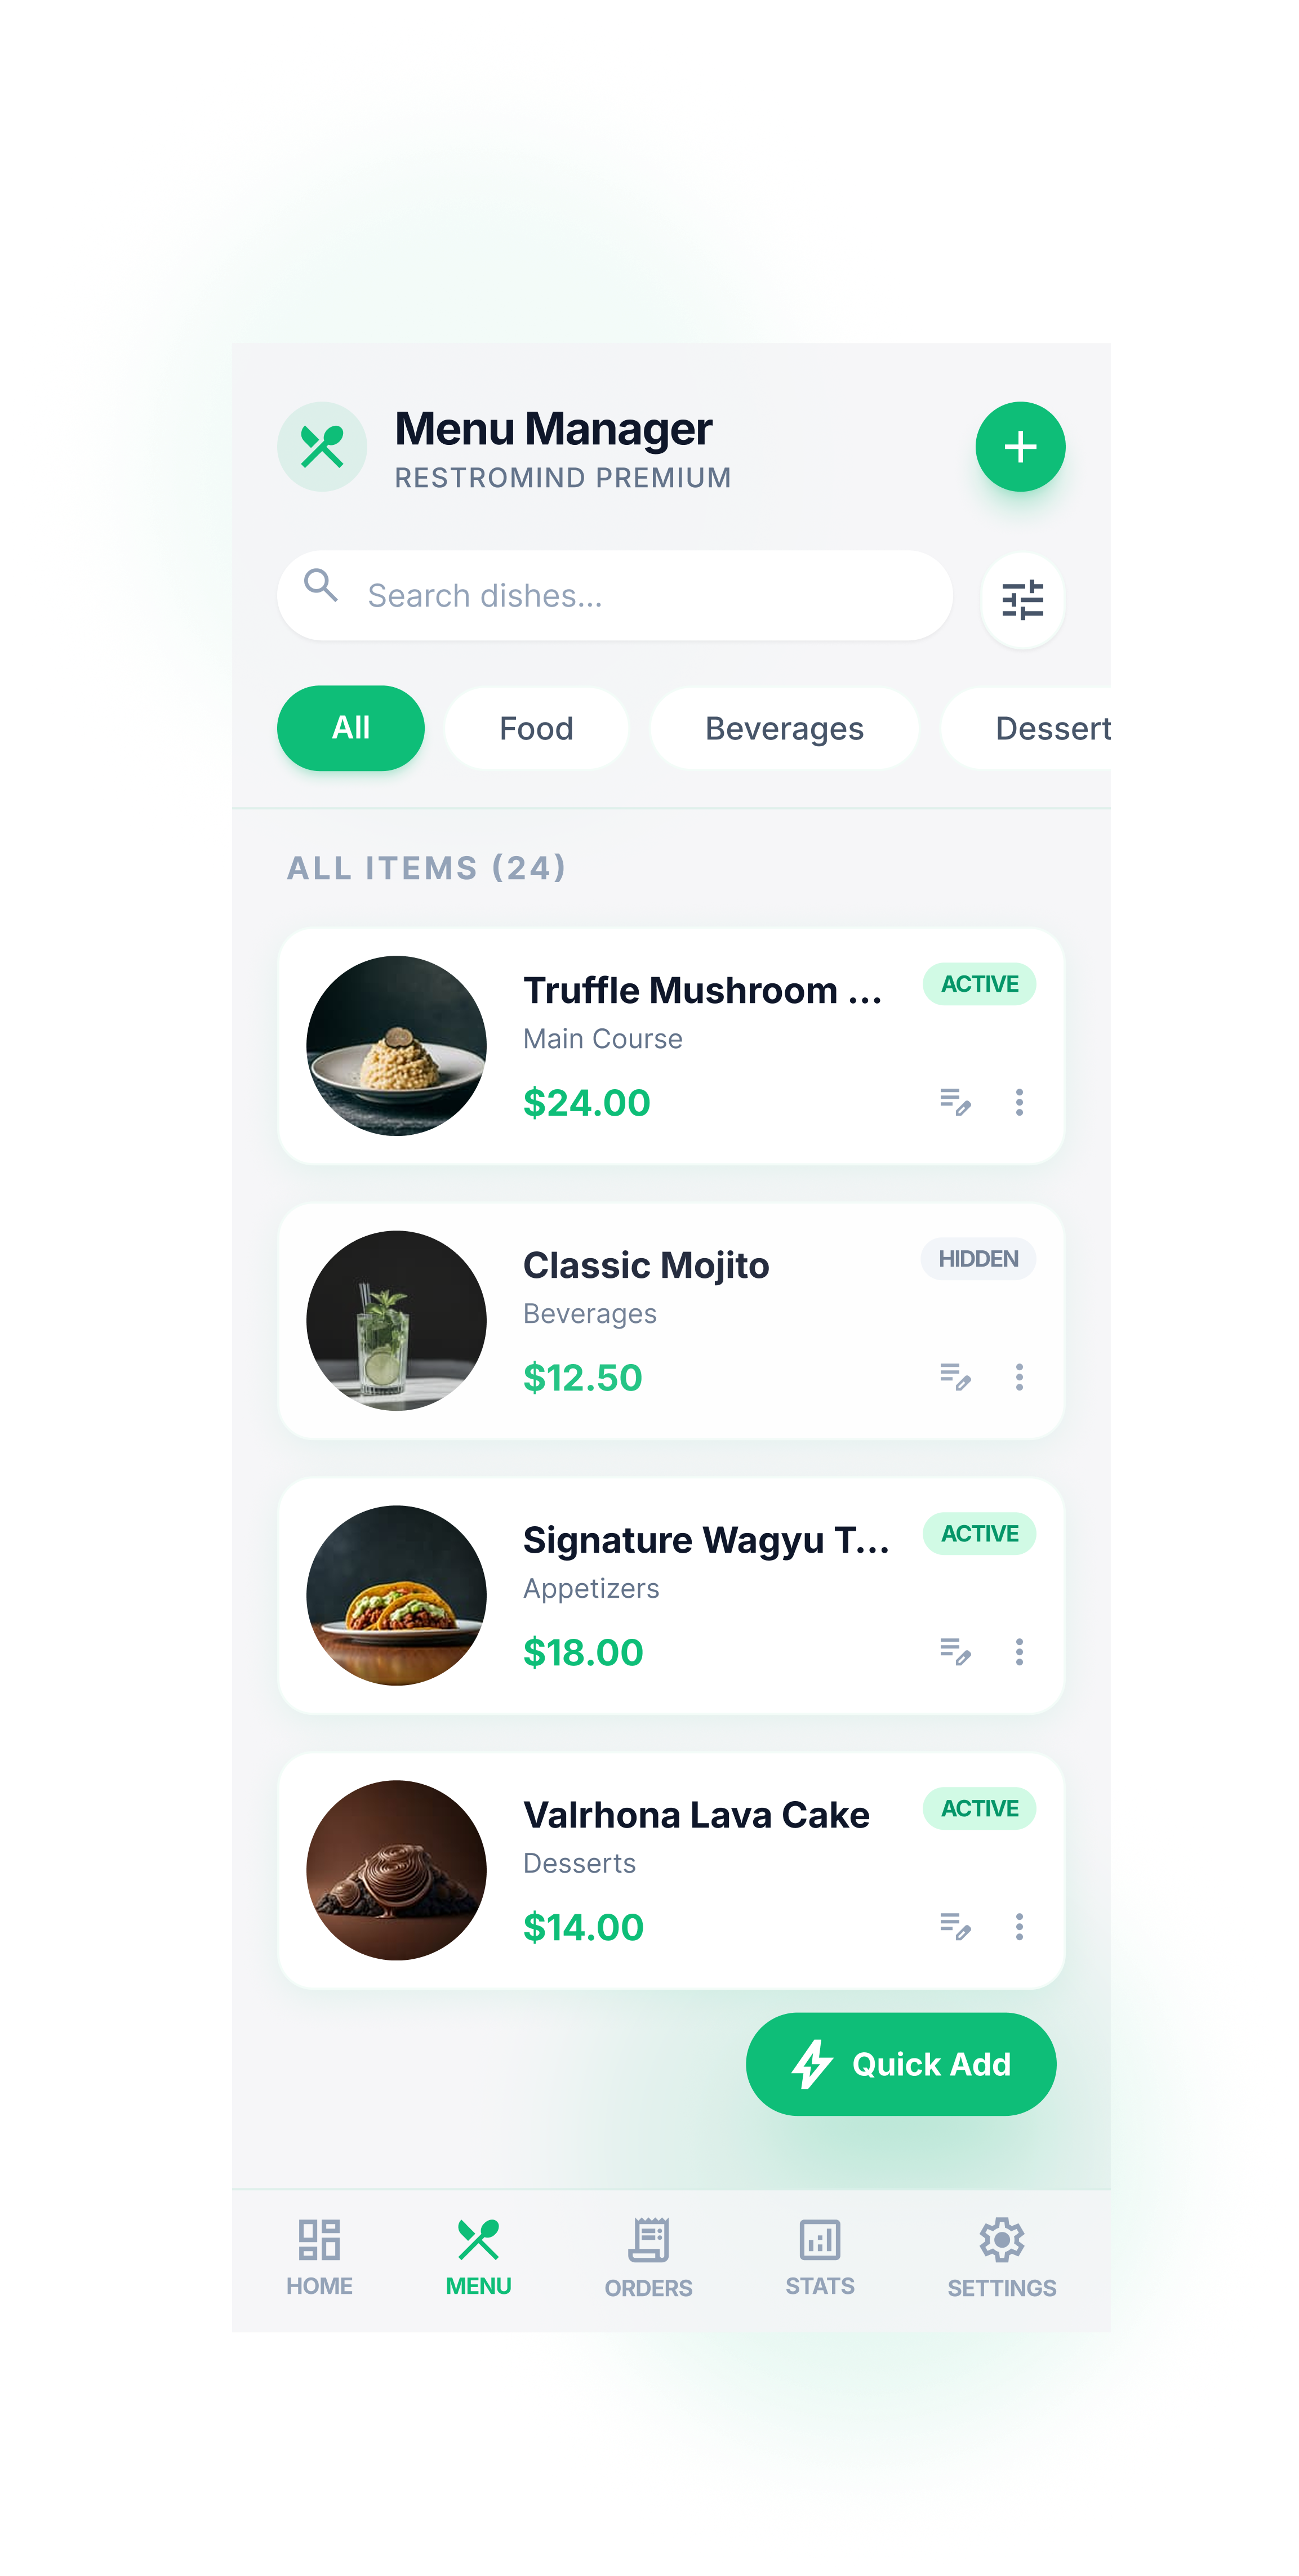 Menu Manager
RESTROMIND PREMIUM
Search dishes...
All
Food
Beverages
Dessert
ALL ITEMS (24)
Truffle Mushroom ...
ACTIVE
Main Course
$24.00
Classic Mojito
HIDDEN
Beverages
$12.50
Signature Wagyu T...
ACTIVE
Appetizers
$18.00
Valrhona Lava Cake
ACTIVE
Desserts
$14.00
Quick Add
HOME
MENU
ORDERS
STATS
SETTINGS